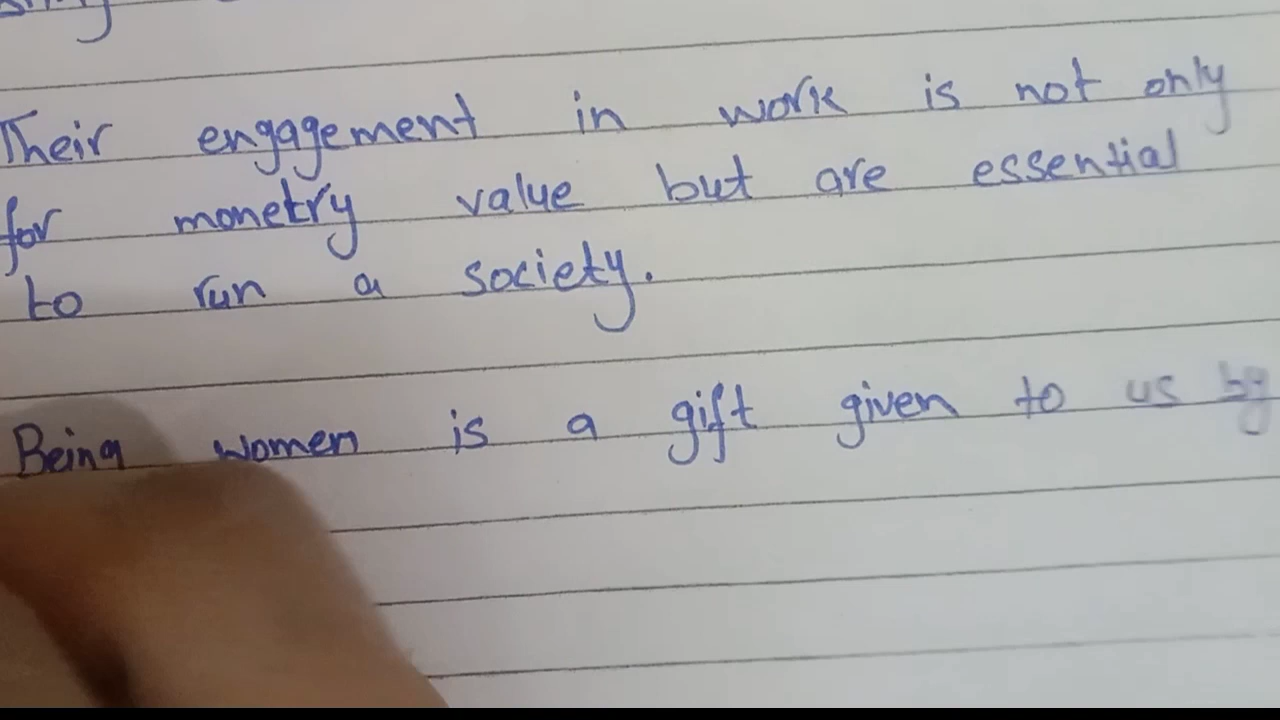 Their engagement in work is not only
for monetry value but are essential
to run a society.
Being women is a gift given to us by